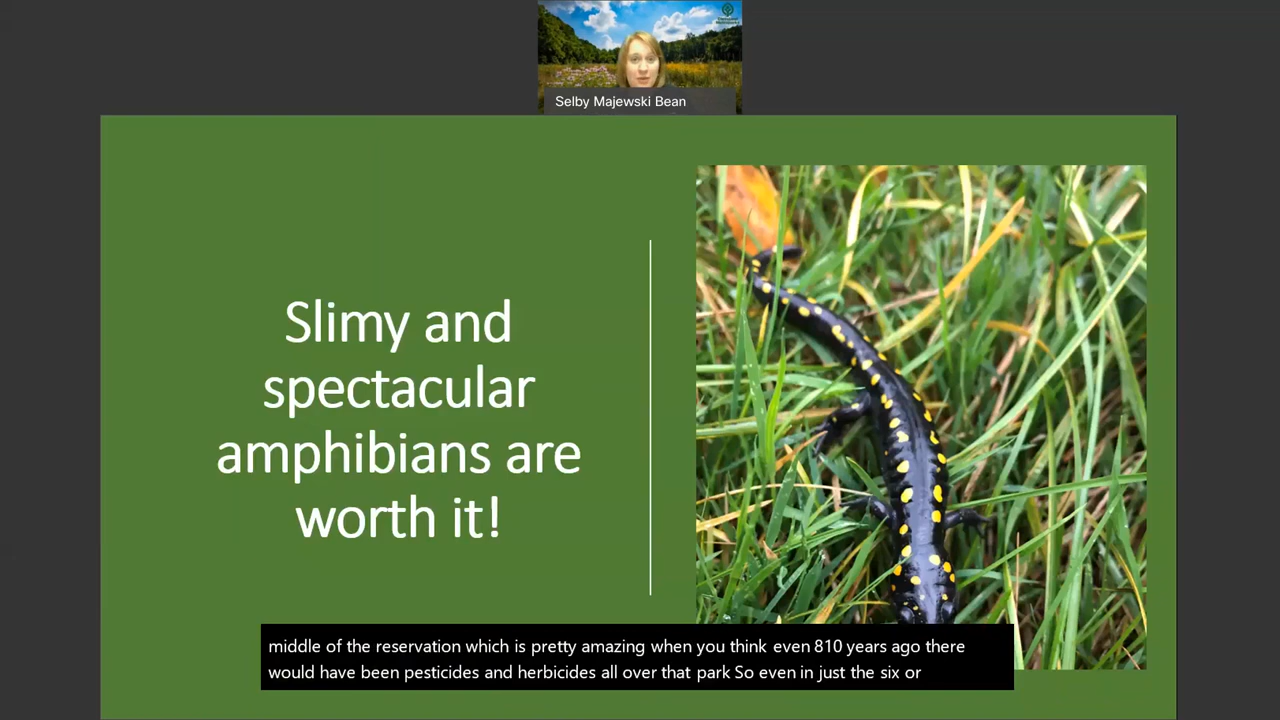 Selby Majewski Bean
Slimy and
spectacular
amphibians are
worth it!
middle of the reservation which is pretty amazing when you think even 810 years ago there
would have been pesticides and herbicides all over that park So even in just the six or